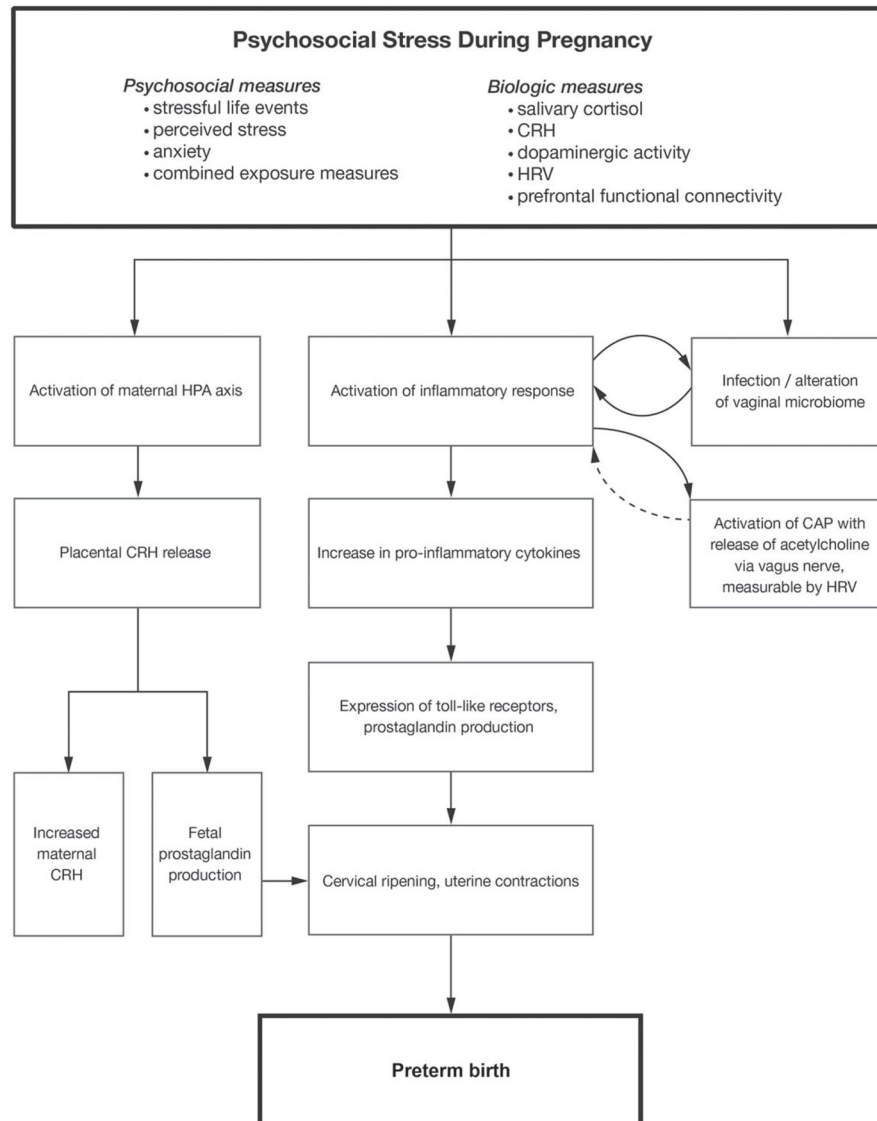 Psychosocial Stress During Pregnancy
Psychosocial measures
• stressful life events
• perceived stress
• anxiety
• combined exposure measures
Biologic measures
• salivary cortisol
• CRH
• dopaminergic activity
• HRV
• prefrontal functional connectivity
Activation of maternal HPA axis
Activation of inflammatory response
Infection / alteration
of vaginal microbiome
Placental CRH release
Increase in pro-inflammatory cytokines
Activation of CAP with
release of acetylcholine
via vagus nerve,
measurable by HRV
Expression of toll-like receptors,
prostaglandin production
Increased
maternal
CRH
Fetal
prostaglandin
production
Cervical ripening, uterine contractions
Preterm birth